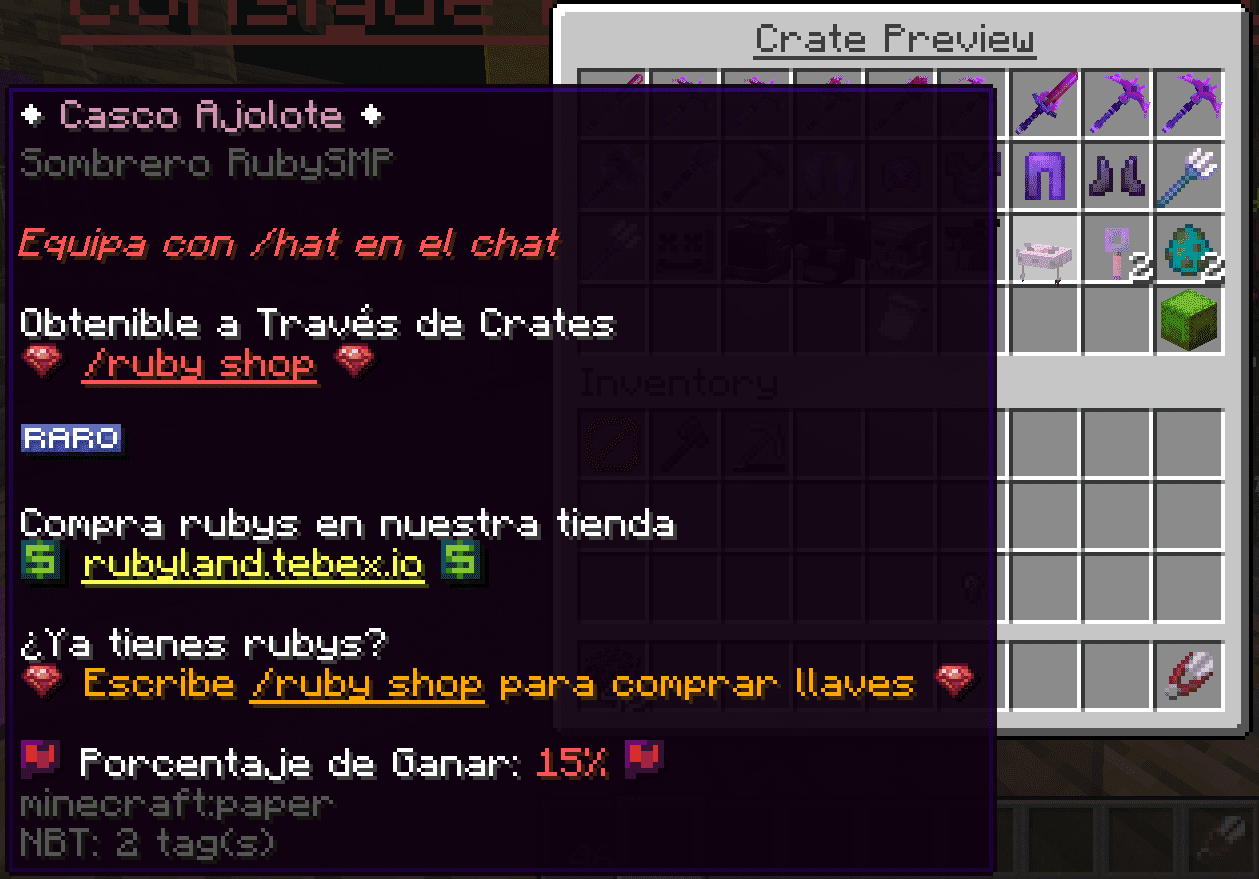 Consigue
Crate Preview
✦ Casco Ajolote ✦
Sombrero RubySMP
Equipa con /hat en el chat
Obtenible a Través de Crates
/ruby shop
RARO
Compra rubys en nuestra tienda
$ rubyland.tebex.io $
¿Ya tienes rubys?
Escribe /ruby shop para comprar llaves
Porcentaje de Ganar: 15%
minecraft:paper
NBT: 2 tag(s)
2
2
Inventory